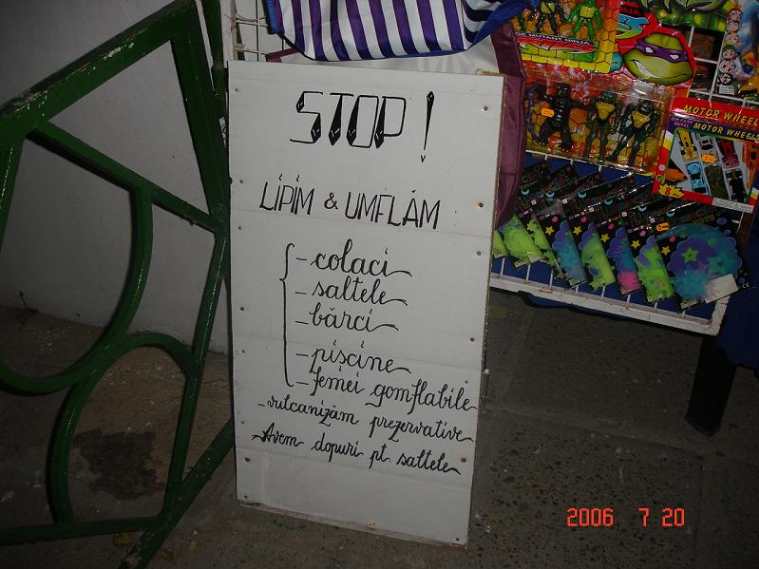 STOP!
LIPIM & UMFLĂM
- colaci
- saltele
- bărci
- piscine
- femei gomflabile
- vulcanizăm prezervative
Avem dopuri pt. saltele
MOTOR WHEELS
MOTOR WHEELS
2006 7 20